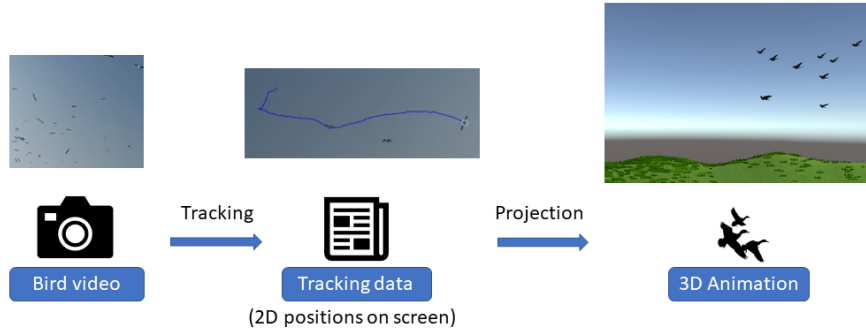 Tracking
Projection
Bird video
Tracking data
3D Animation
(2D positions on screen)